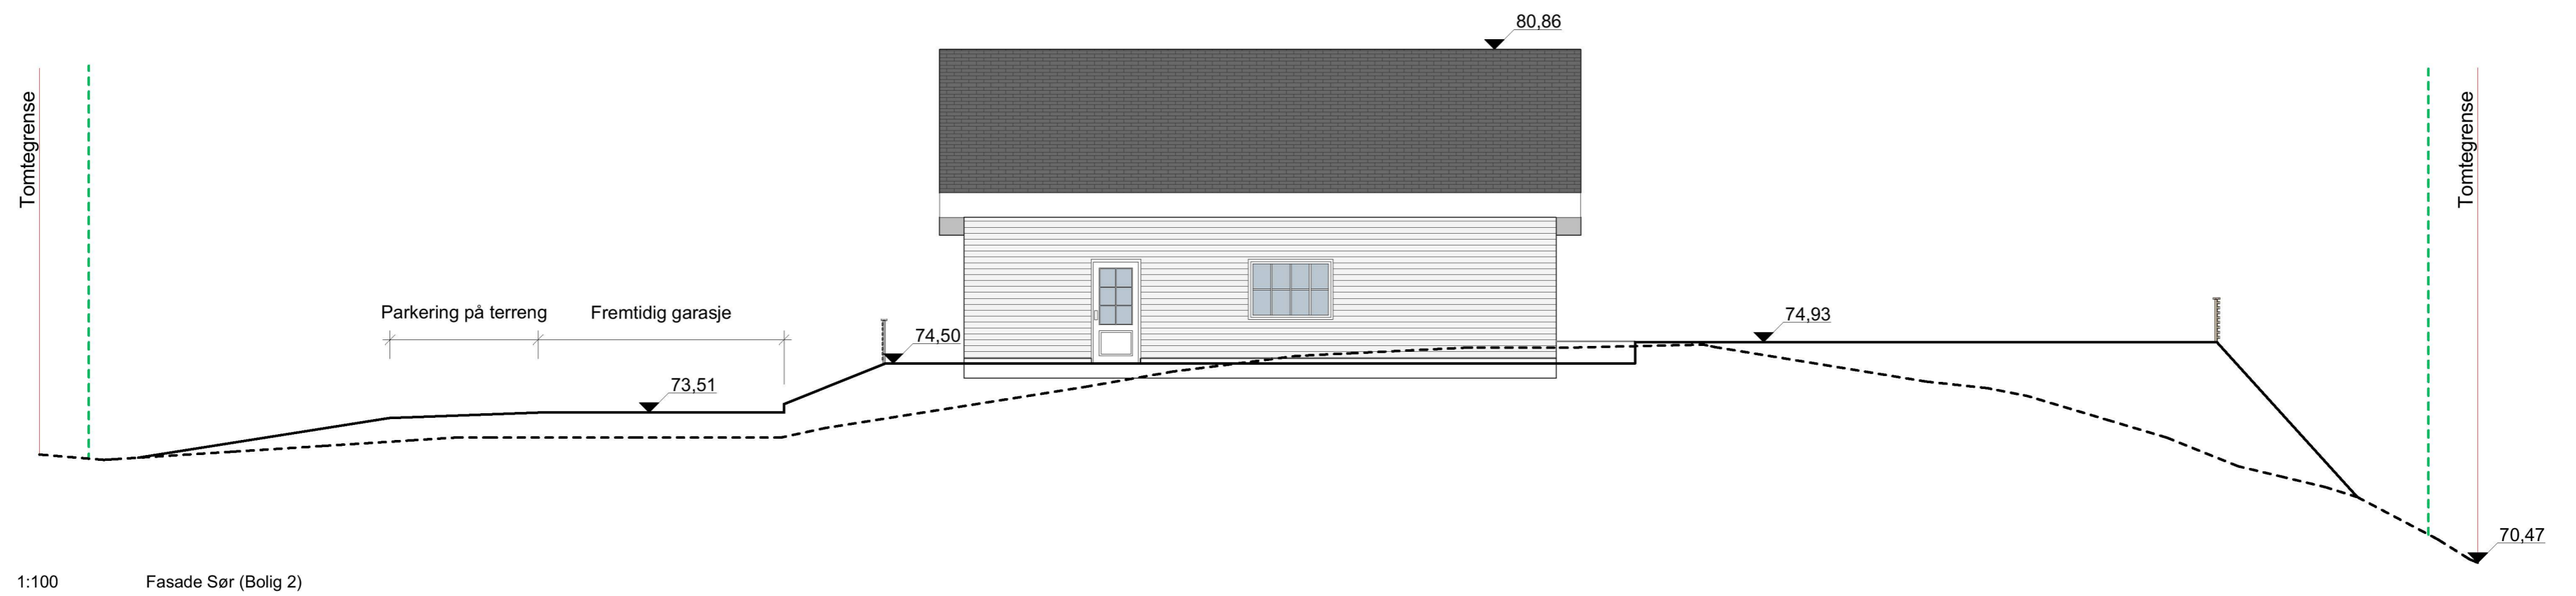 80,86
Tomtegrense
Tomtegrense
Parkering på terreng
Fremtidig garasje
74,93
74,50
73,51
70,47
1:100
Fasade Sør (Bolig 2)